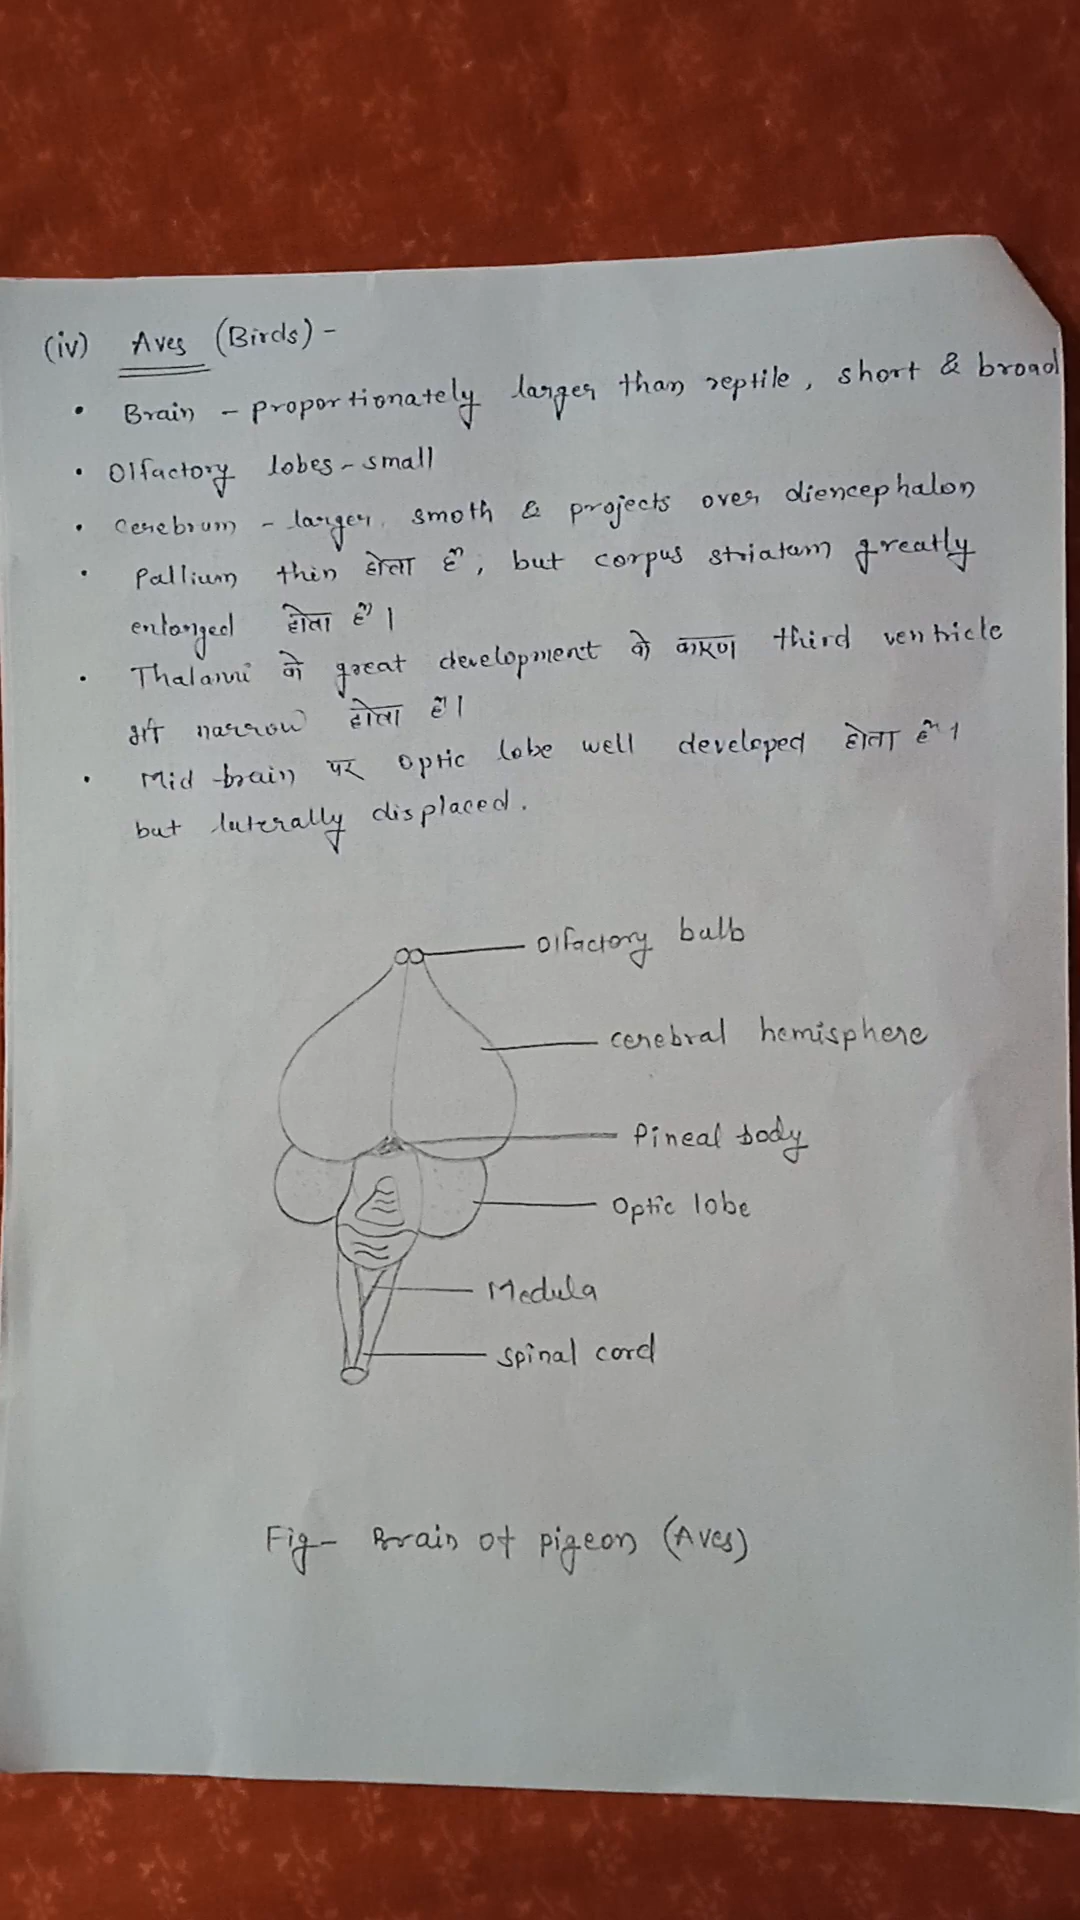 (iv) Aves (Birds) -
• Brain - proportionately larger than reptile, short & broad
• Olfactory lobes - small
• Cerebrum - larger, smoth & projects over diencephalon
• Pallium thin होता है, but corpus striatum greatly
enlarged होता है।
• Thalami के great development के कारण third ventricle
भी narrow होता है।
• Mid-brain पर optic lobe well developed होता है।
but laterally displaced.
Olfactory bulb
Cerebral hemisphere
Pineal body
Optic lobe
Medula
Spinal cord
Fig- Brain of pigeon (Aves)